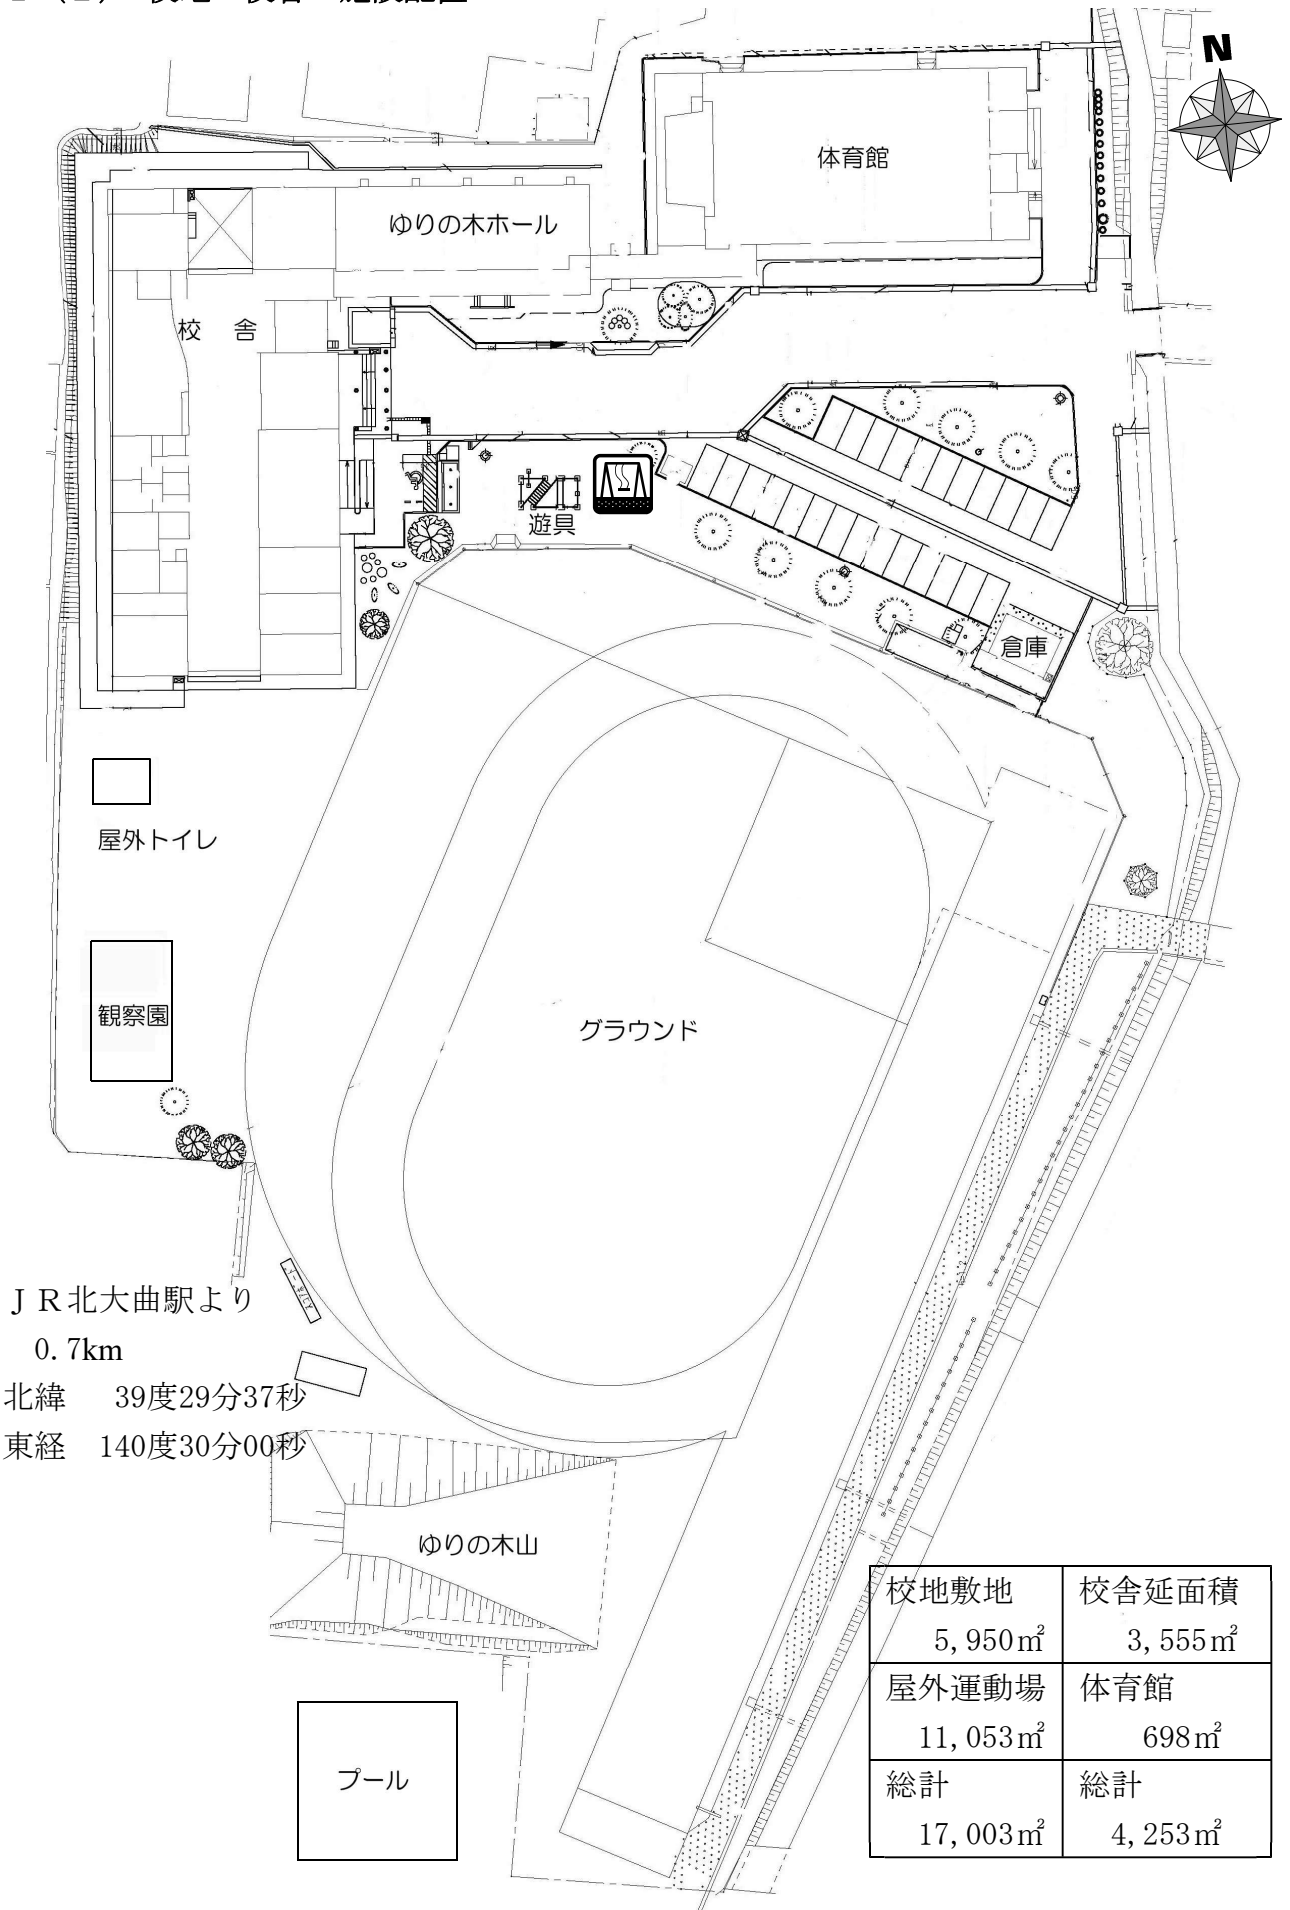 N
体育館
ゆりの木ホール
校 舎
遊具
倉庫
屋外トイレ
観察園
グラウンド
ＪＲ北大曲駅より
0.7km
北緯 39度29分37秒
東経 140度30分00秒
ゆりの木山
プール
校地敷地 校舎延面積
5,950㎡ 3,555㎡
屋外運動場 体育館
11,053㎡ 698㎡
総計 総計
17,003㎡ 4,253㎡